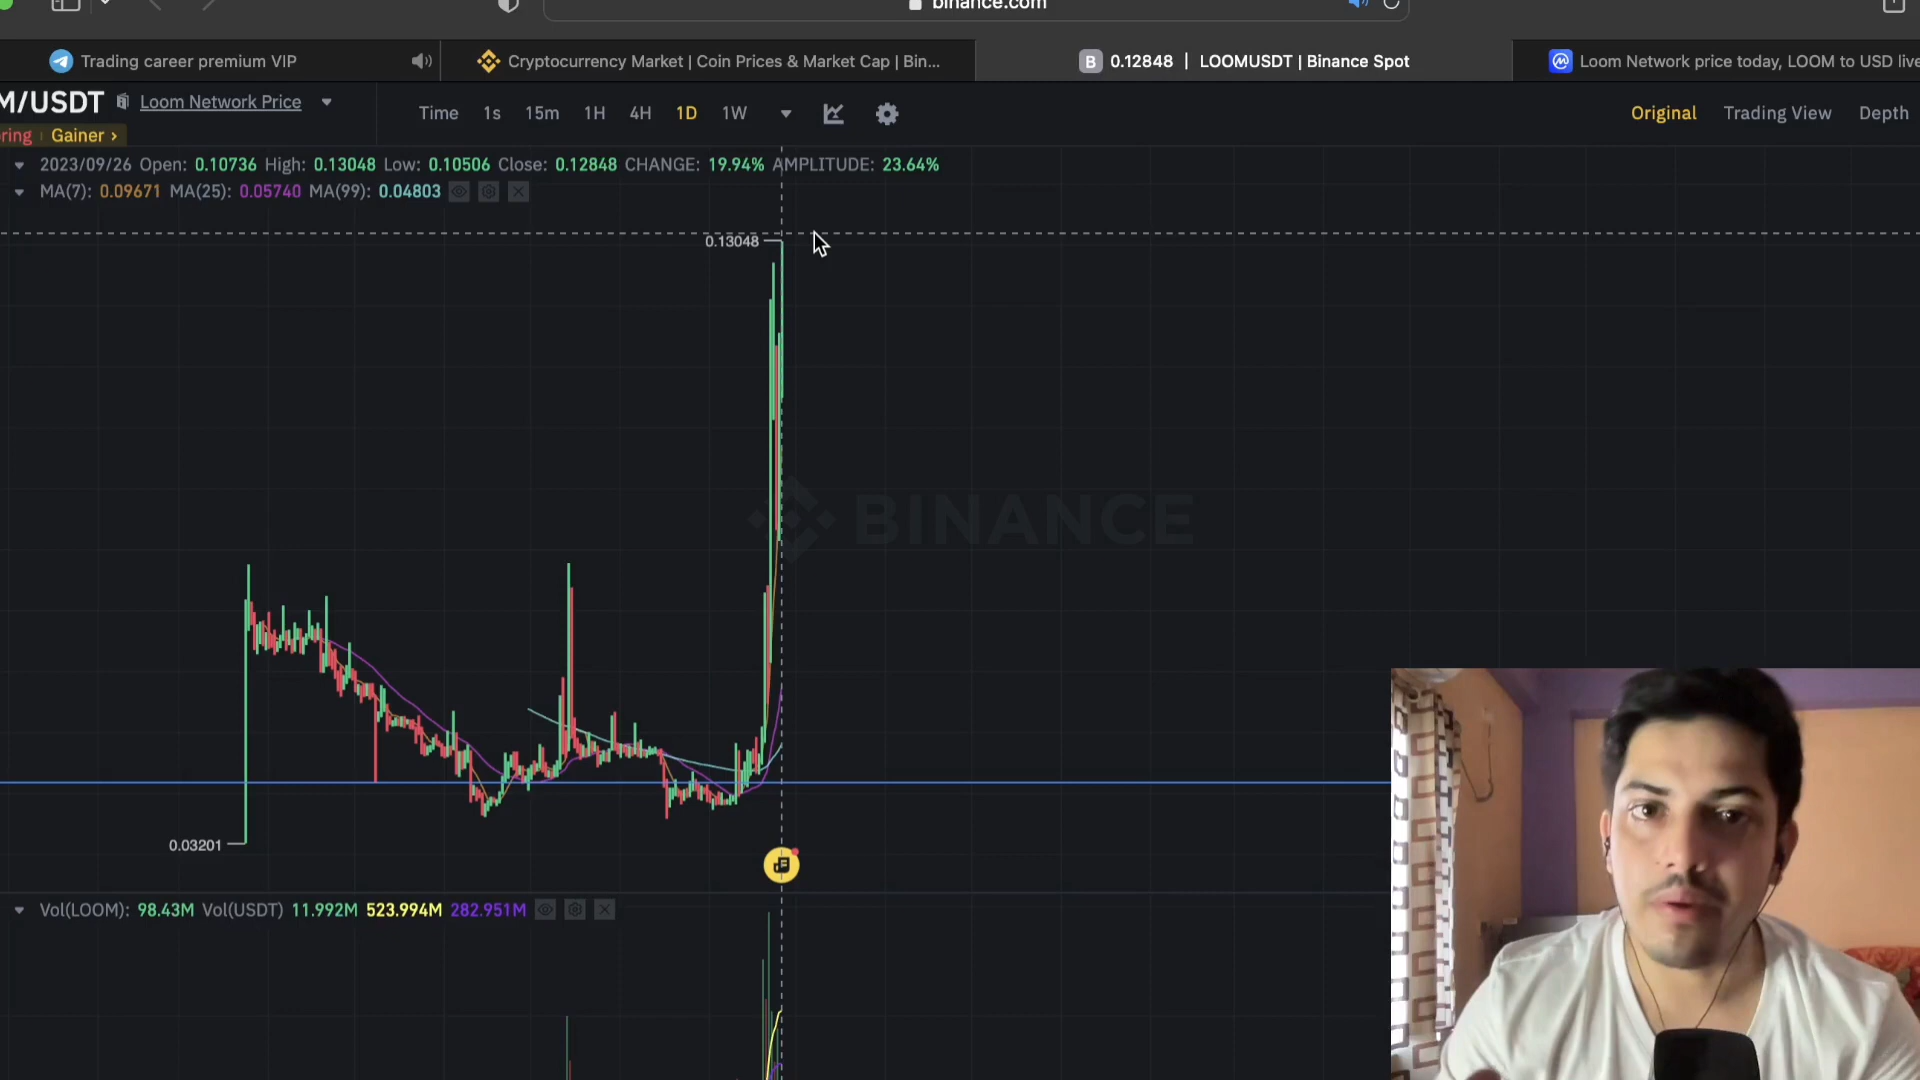 binance.com
Trading career premium VIP
Cryptocurrency Market | Coin Prices & Market Cap | Bin...
B 0.12848 | LOOMUSDT | Binance Spot
Loom Network price today, LOOM to USD live
M/USDT Loom Network Price
ring Gainer >
Time 1s 15m 1H 4H 1D 1W
Original Trading View Depth
2023/09/26 Open: 0.10736 High: 0.13048 Low: 0.10506 Close: 0.12848 CHANGE: 19.94% AMPLITUDE: 23.64%
MA(7): 0.09671 MA(25): 0.05740 MA(99): 0.04803
0.13048
BINANCE
0.03201
Vol(LOOM): 98.43M Vol(USDT) 11.992M 523.994M 282.951M